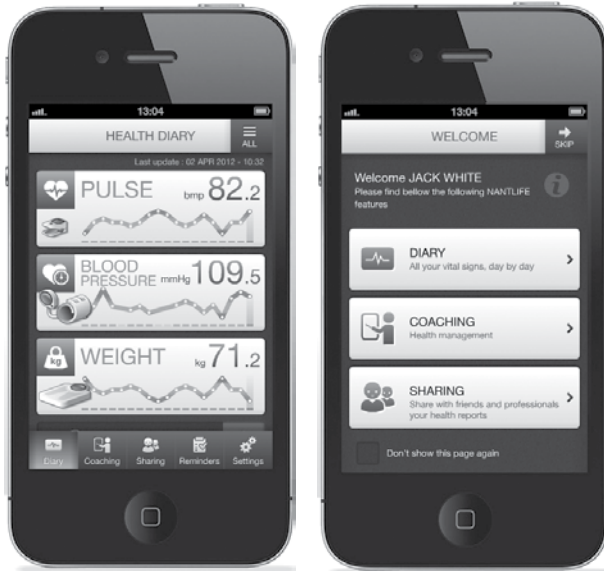 13:04
HEALTH DIARY
ALL
Last update : 02 APR 2012 - 10:32
PULSE bmp 82.2
BLOOD
PRESSURE mmHg 109.5
kg
WEIGHT kg 71.2
Diary Coaching Sharing Reminders Settings
13:04
WELCOME
SKIP
Welcome JACK WHITE
Please find bellow the following NANTLIFE
features
i
DIARY
All your vital signs, day by day
COACHING
Health management
SHARING
Share with friends and professionals
your health reports
Don't show this page again